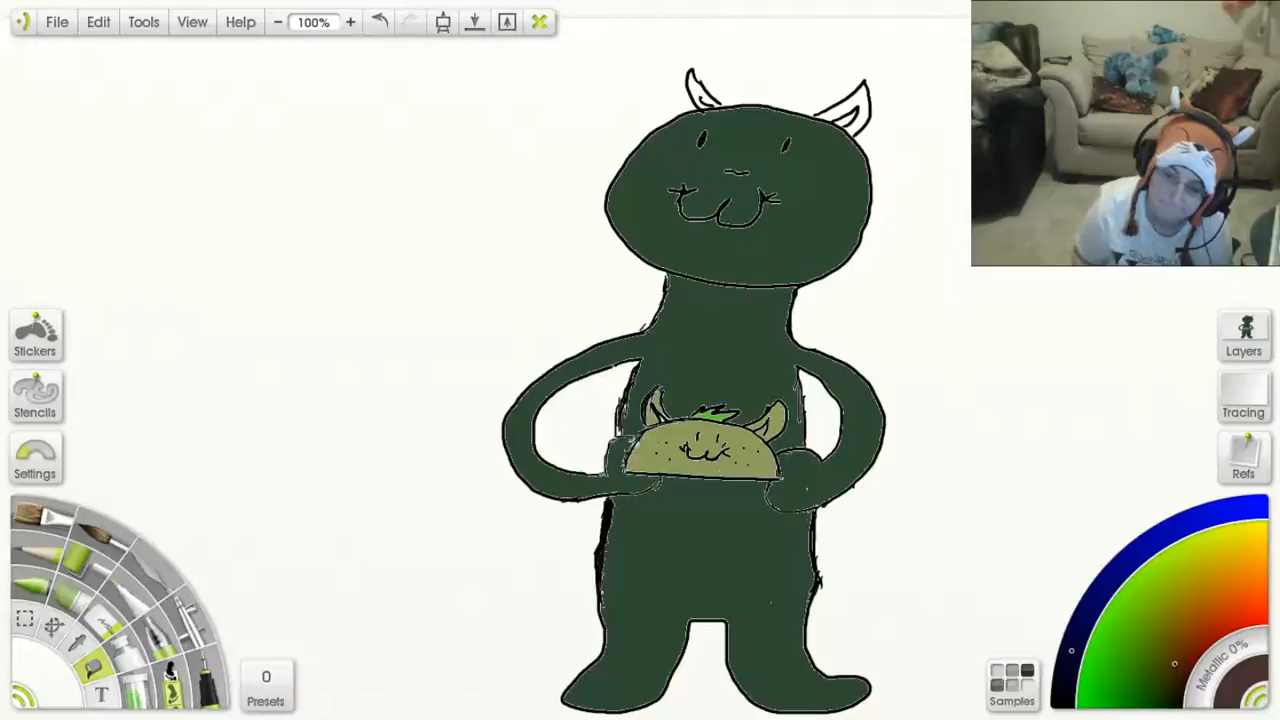 File Edit Tools View Help 100%
Stickers
Stencils
Settings
0
Presets
T
Layers
Tracing
Refs
Metallic 0%
Samples